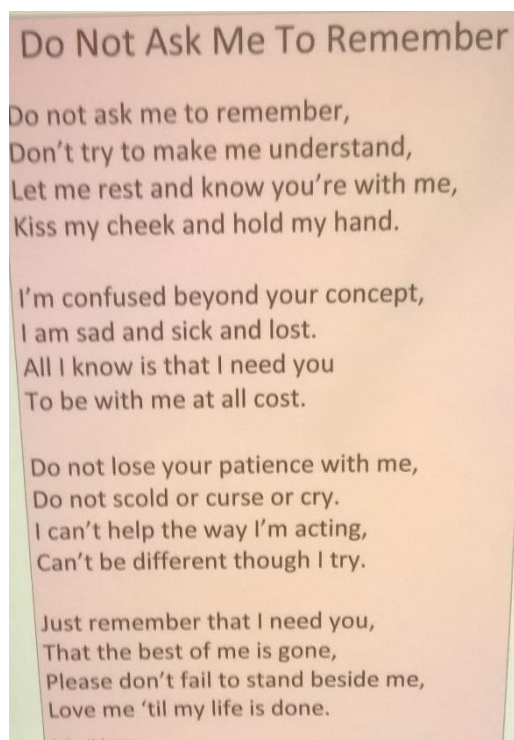 Do Not Ask Me To Remember
Do not ask me to remember,
Don't try to make me understand,
Let me rest and know you're with me,
Kiss my cheek and hold my hand.
I'm confused beyond your concept,
I am sad and sick and lost.
All I know is that I need you
To be with me at all cost.
Do not lose your patience with me,
Do not scold or curse or cry.
I can't help the way I'm acting,
Can't be different though I try.
Just remember that I need you,
That the best of me is gone,
Please don't fail to stand beside me,
Love me 'til my life is done.